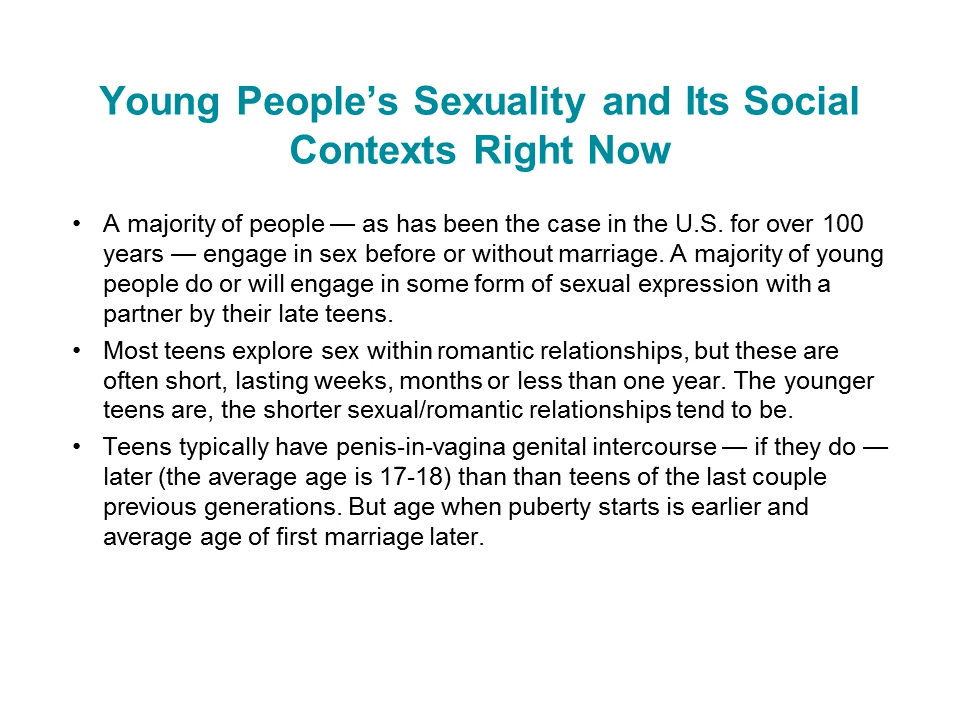 Young People’s Sexuality and Its Social
Contexts Right Now
• A majority of people — as has been the case in the U.S. for over 100
years — engage in sex before or without marriage. A majority of young
people do or will engage in some form of sexual expression with a
partner by their late teens.
• Most teens explore sex within romantic relationships, but these are
often short, lasting weeks, months or less than one year. The younger
teens are, the shorter sexual/romantic relationships tend to be.
• Teens typically have penis-in-vagina genital intercourse — if they do —
later (the average age is 17-18) than than teens of the last couple
previous generations. But age when puberty starts is earlier and
average age of first marriage later.